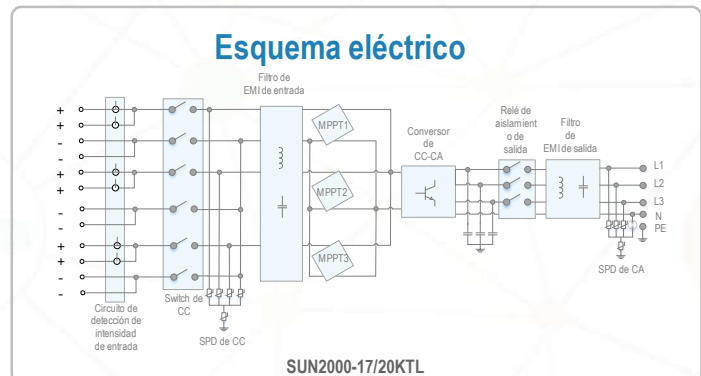 Esquema eléctrico
Filtro de
EMI de entrada
+
+
-
-
+
+
-
-
+
+
-
-
MPPT1
MPPT2
MPPT3
Conversor
de
CC-CA
Relé de
aislamient
o de
salida
Filtro
de
EMI de salida
L1
L2
L3
N
PE
Circuito de
detección de
intensidad
de entrada
Switch de
CC
SPD de CC
SPD de CA
SUN2000-17/20KTL